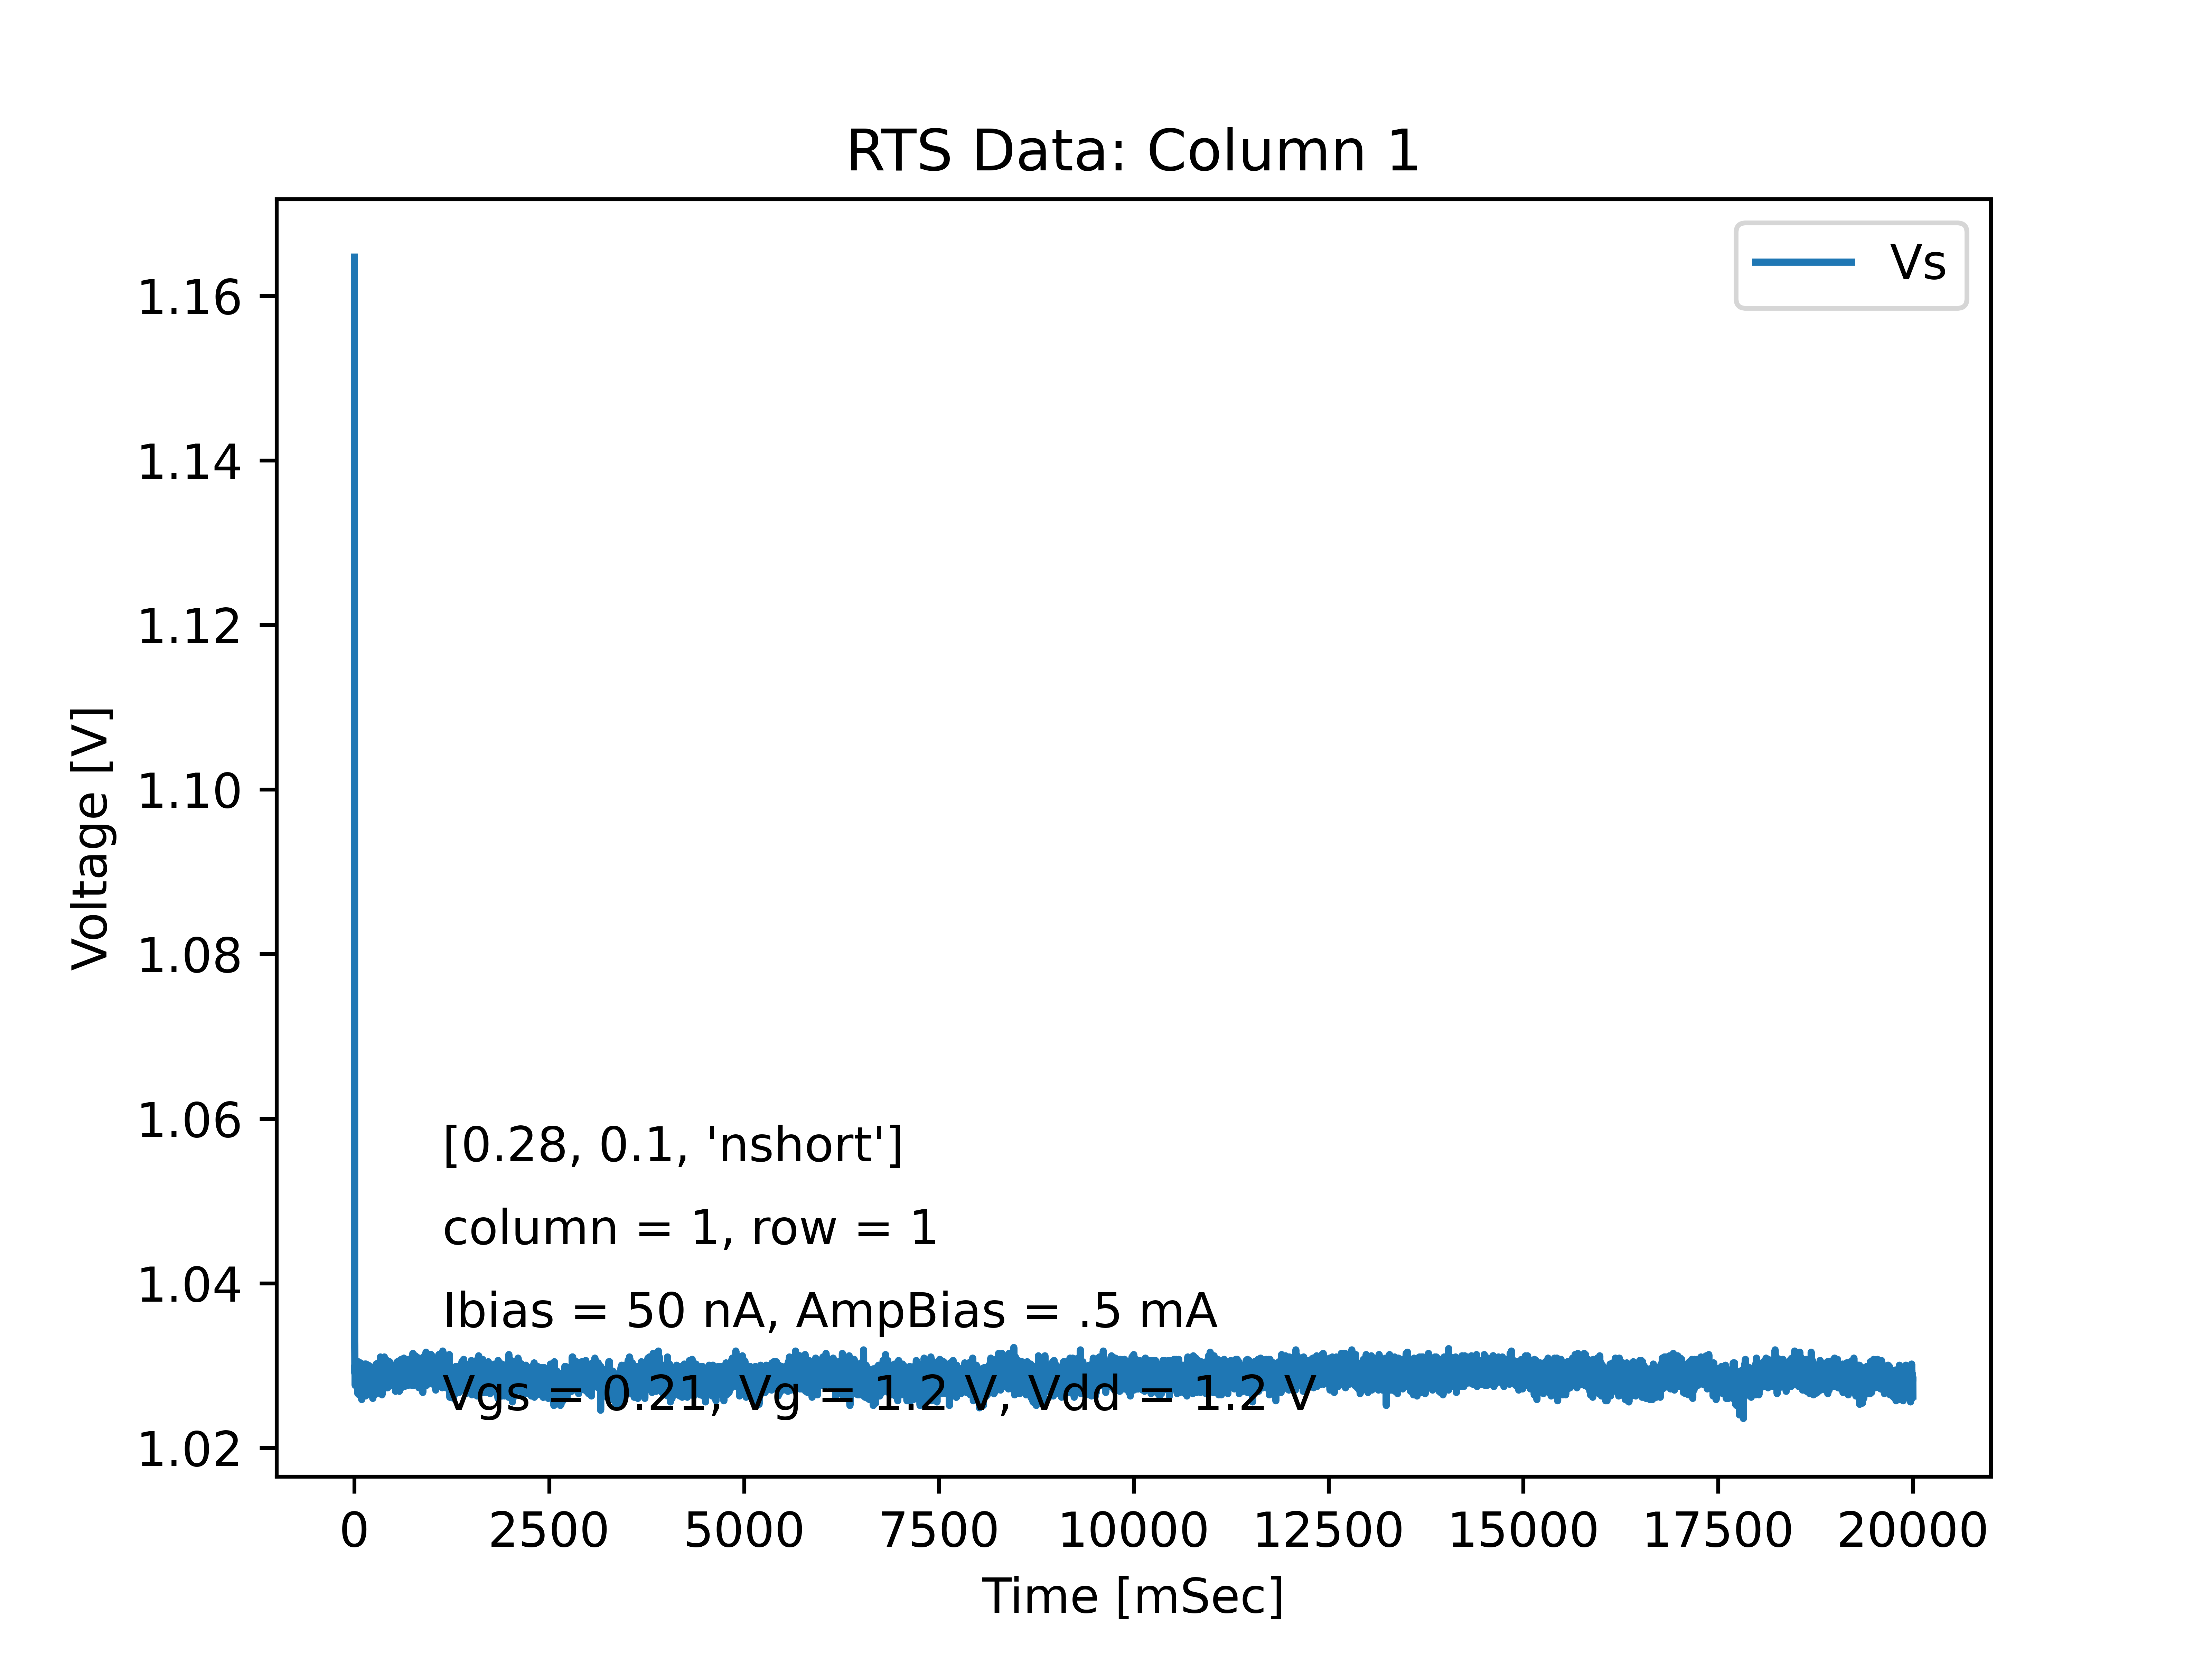 RTS Data: Column 1
Vs
Voltage [V]
1.16
1.14
1.12
1.10
1.08
1.06
1.04
1.02
[0.28, 0.1, 'nshort']
column = 1, row = 1
Ibias = 50 nA, AmpBias = .5 mA
Vgs = 0.21, Vg = 1.2 V, Vdd = 1.2 V
0 2500 5000 7500 10000 12500 15000 17500 20000
Time [mSec]